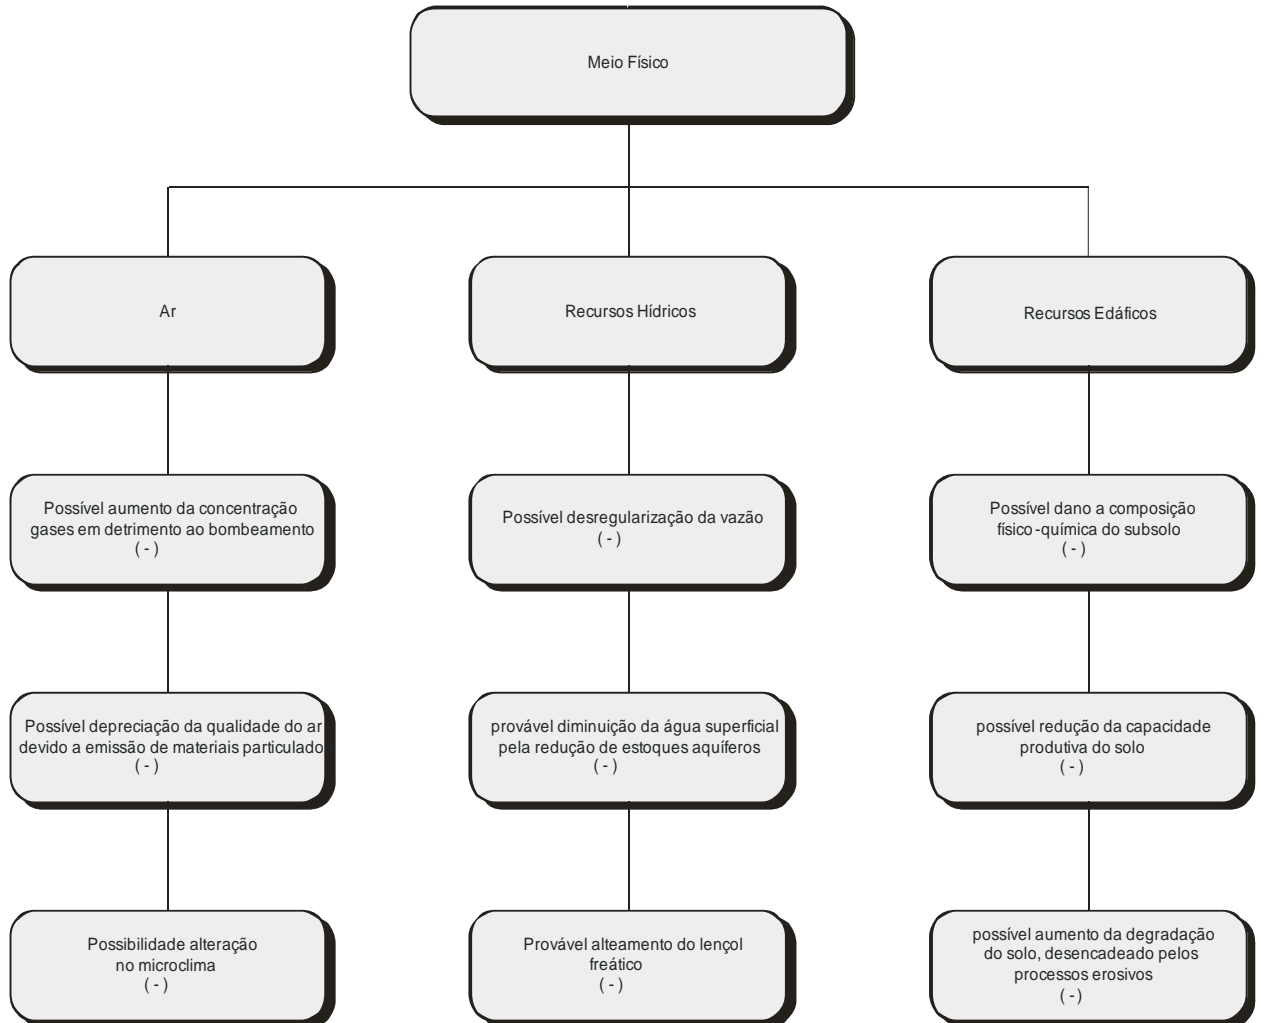 Meio Físico
Ar
Recursos Hídricos
Recursos Edáficos
Possível aumento da concentração
gases em detrimento ao bombeamento
( - )
Possível desregularização da vazão
( - )
Possível dano a composição
físico-química do subsolo
( - )
Possível depreciação da qualidade do ar
devido a emissão de materiais particulado
( - )
provável diminuição da água superficial
pela redução de estoques aquíferos
( - )
possível redução da capacidade
produtiva do solo
( - )
Possibilidade alteração
no microclima
( - )
Provável alteamento do lençol
freático
( - )
possível aumento da degradação
do solo, desencadeado pelos
processos erosivos
( - )